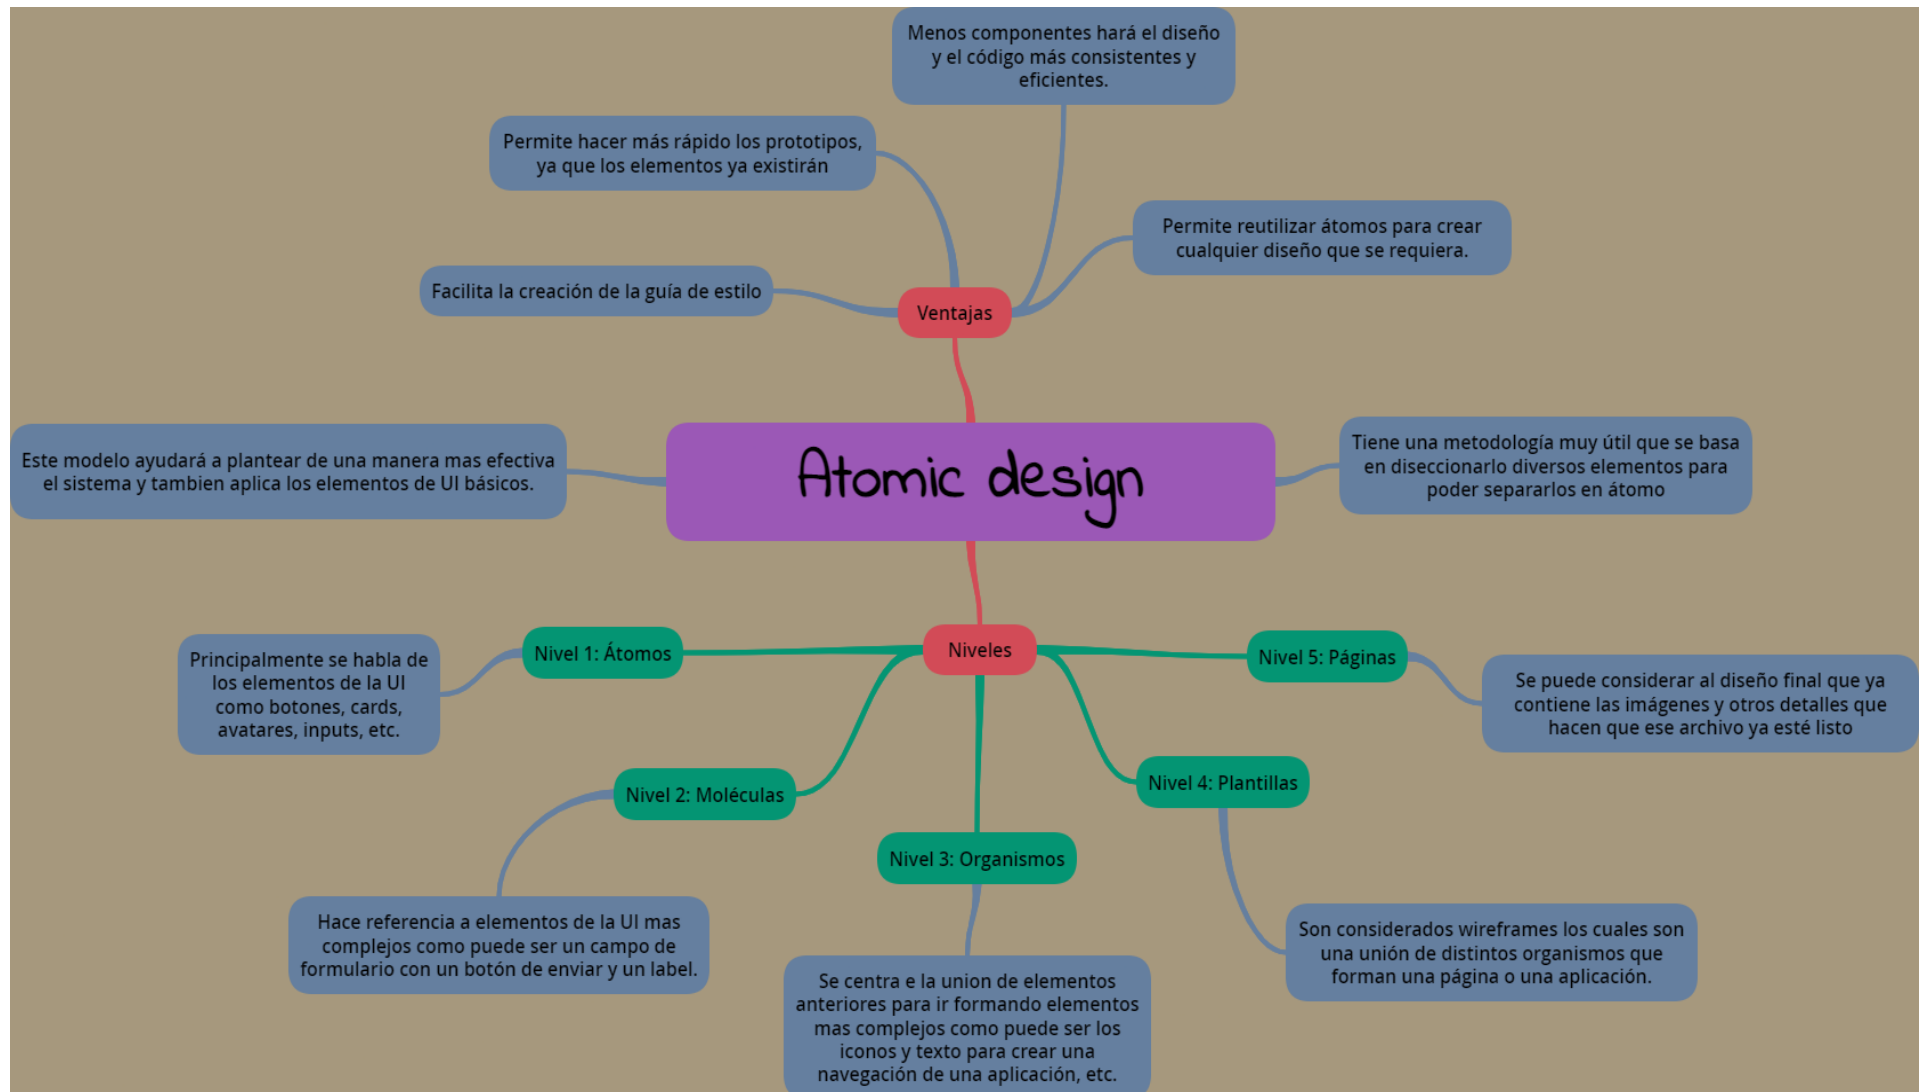 Menos componentes hará el diseño
y el código más consistentes y
eficientes.
Permite hacer más rápido los prototipos,
ya que los elementos ya existirán
Permite reutilizar átomos para crear
cualquier diseño que se requiera.
Facilita la creación de la guía de estilo
Ventajas
Este modelo ayudará a plantear de una manera mas efectiva
el sistema y tambien aplica los elementos de UI básicos.
Atomic design
Tiene una metodología muy útil que se basa
en diseccionarlo diversos elementos para
poder separarlos en átomo
Niveles
Nivel 1: Átomos
Principalmente se habla de
los elementos de la UI
como botones, cards,
avatares, inputs, etc.
Nivel 2: Moléculas
Hace referencia a elementos de la UI mas
complejos como puede ser un campo de
formulario con un botón de enviar y un label.
Nivel 3: Organismos
Se centra e la union de elementos
anteriores para ir formando elementos
mas complejos como puede ser los
iconos y texto para crear una
navegación de una aplicación, etc.
Nivel 4: Plantillas
Son considerados wireframes los cuales son
una unión de distintos organismos que
forman una página o una aplicación.
Nivel 5: Páginas
Se puede considerar al diseño final que ya
contiene las imágenes y otros detalles que
hacen que ese archivo ya esté listo